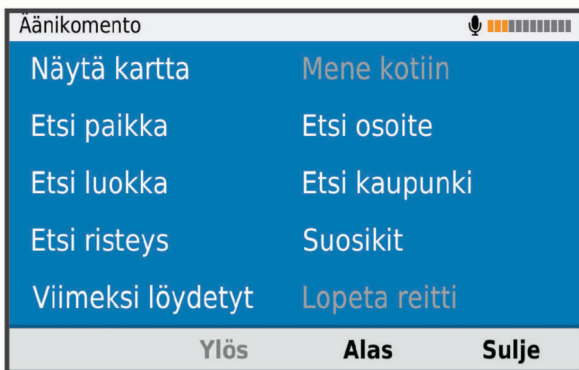 Äänikomento
Näytä kartta Mene kotiin
Etsi paikka Etsi osoite
Etsi luokka Etsi kaupunki
Etsi risteys Suosikit
Viimeksi löydetyt Lopeta reitti
Ylös Alas Sulje